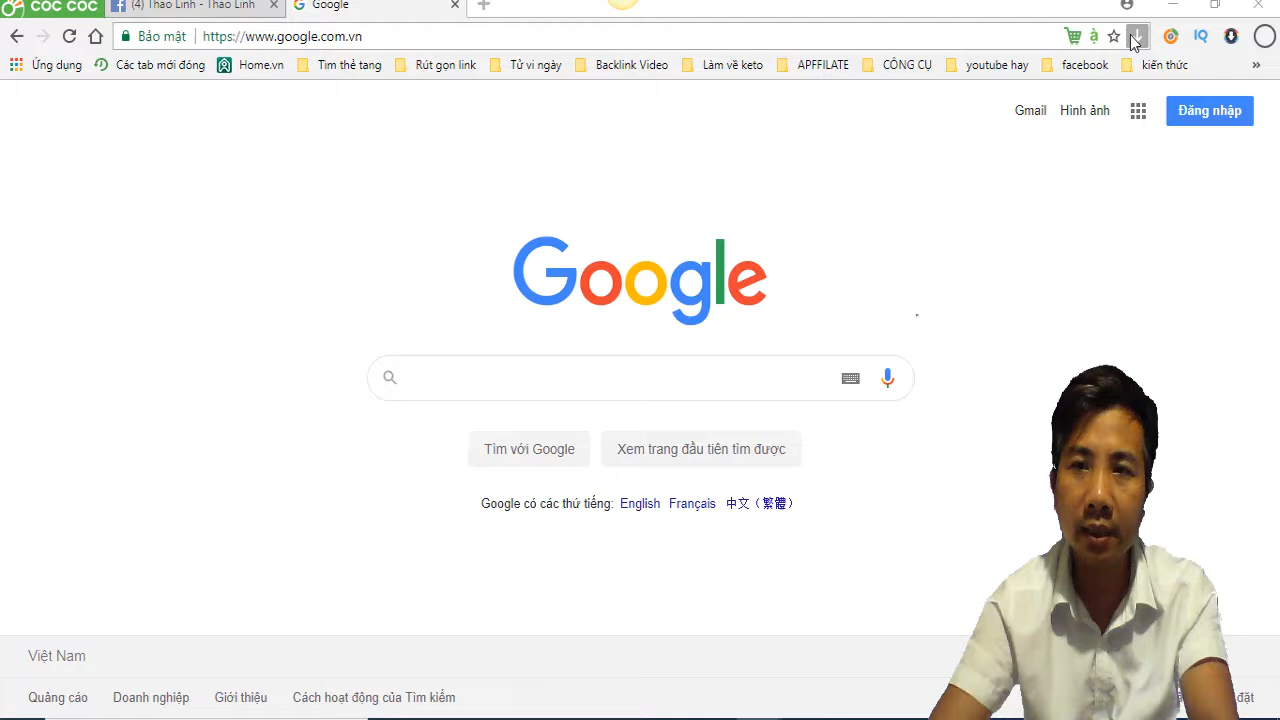 CỐC CỐC
(4) Thao Linh - Thao Linh
Google
Bảo mật
https://www.google.com.vn
IQ
Ứng dụng
Các tab mới đóng
Home.vn
Tìm thẻ tang
Rút gọn link
Tử vi ngày
Backlink Video
Làm về keto
APFFILATE
CÔNG CỤ
youtube hay
facebook
kiến thức
»
Gmail
Hình ảnh
Đăng nhập
Google
Tìm với Google
Xem trang đầu tiên tìm được
Google có các thứ tiếng: English Français 中文（繁體）
Việt Nam
Quảng cáo
Doanh nghiệp
Giới thiệu
Cách hoạt động của Tìm kiếm
đặt